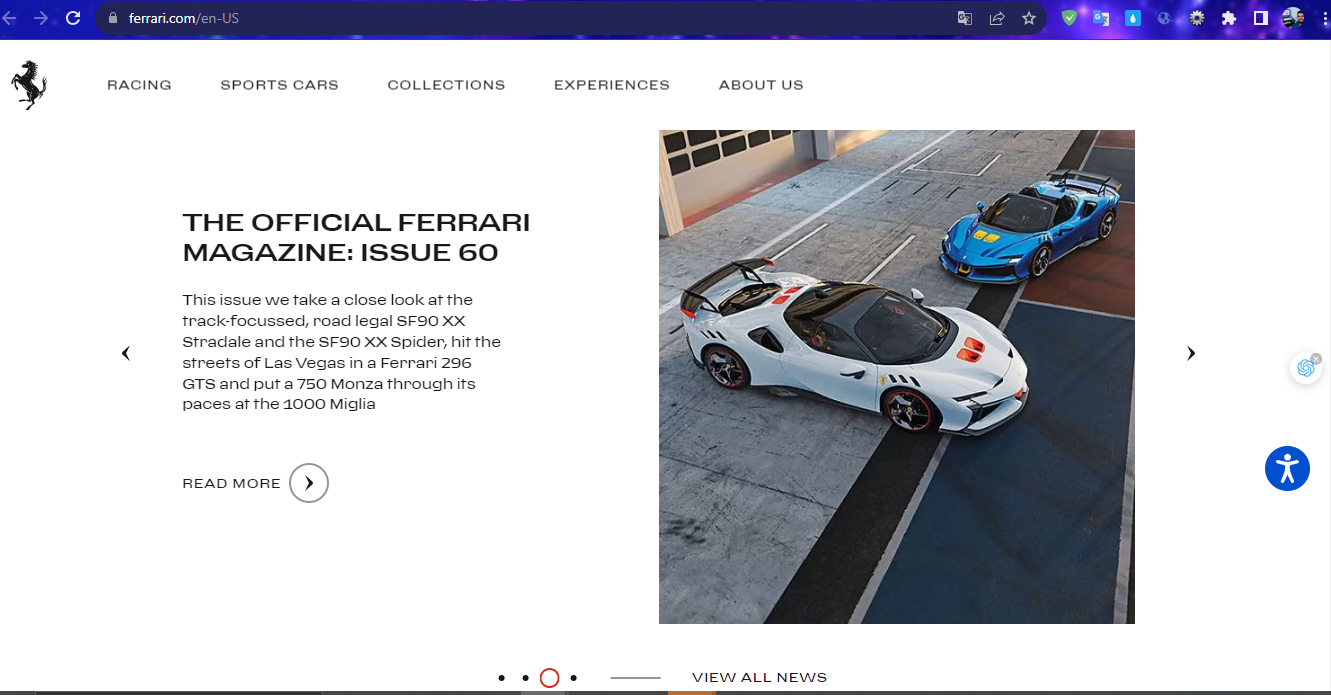 ferrari.com/en-US
RACING
SPORTS CARS
COLLECTIONS
EXPERIENCES
ABOUT US
THE OFFICIAL FERRARI
MAGAZINE: ISSUE 60
This issue we take a close look at the
track-focussed, road legal SF90 XX
Stradale and the SF90 XX Spider, hit the
streets of Las Vegas in a Ferrari 296
GTS and put a 750 Monza through its
paces at the 1000 Miglia
READ MORE
VIEW ALL NEWS